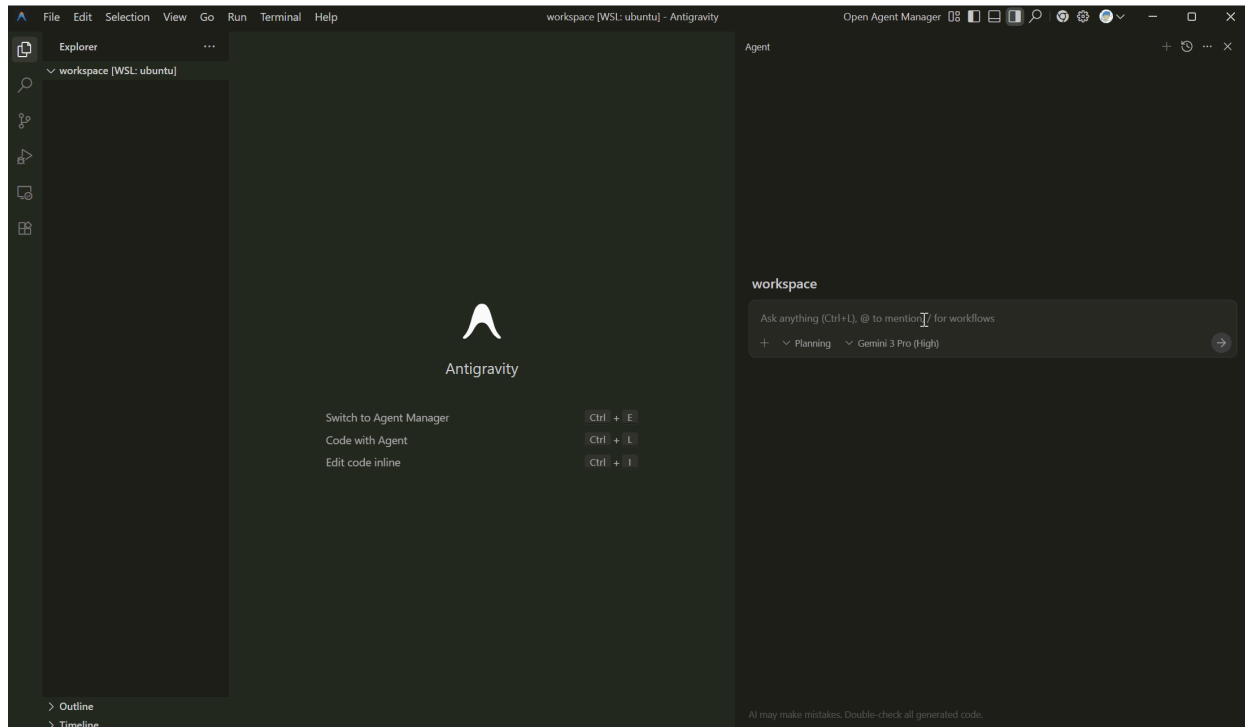 File Edit Selection View Go Run Terminal Help
workspace [WSL: ubuntu] - Antigravity
Open Agent Manager
Explorer
workspace [WSL: ubuntu]
Antigravity
Switch to Agent Manager Ctrl + E
Code with Agent Ctrl + L
Edit code inline Ctrl + I
Outline
Timeline
Agent
workspace
Ask anything (Ctrl+L), @ to mention, / for workflows
Planning Gemini 3 Pro (High)
AI may make mistakes. Double-check all generated code.